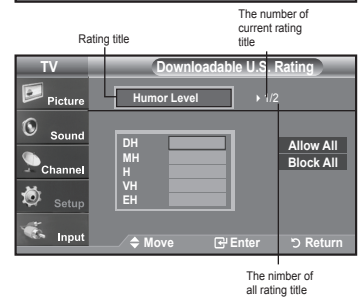 The number of
current rating
title
Rating title
TV
Downloadable U.S. Rating
Picture
Humor Level
1/2
Sound
DH
MH
H
VH
EH
Allow All
Block All
Channel
Setup
Input
Move
Enter
Return
The nimber of
all rating title